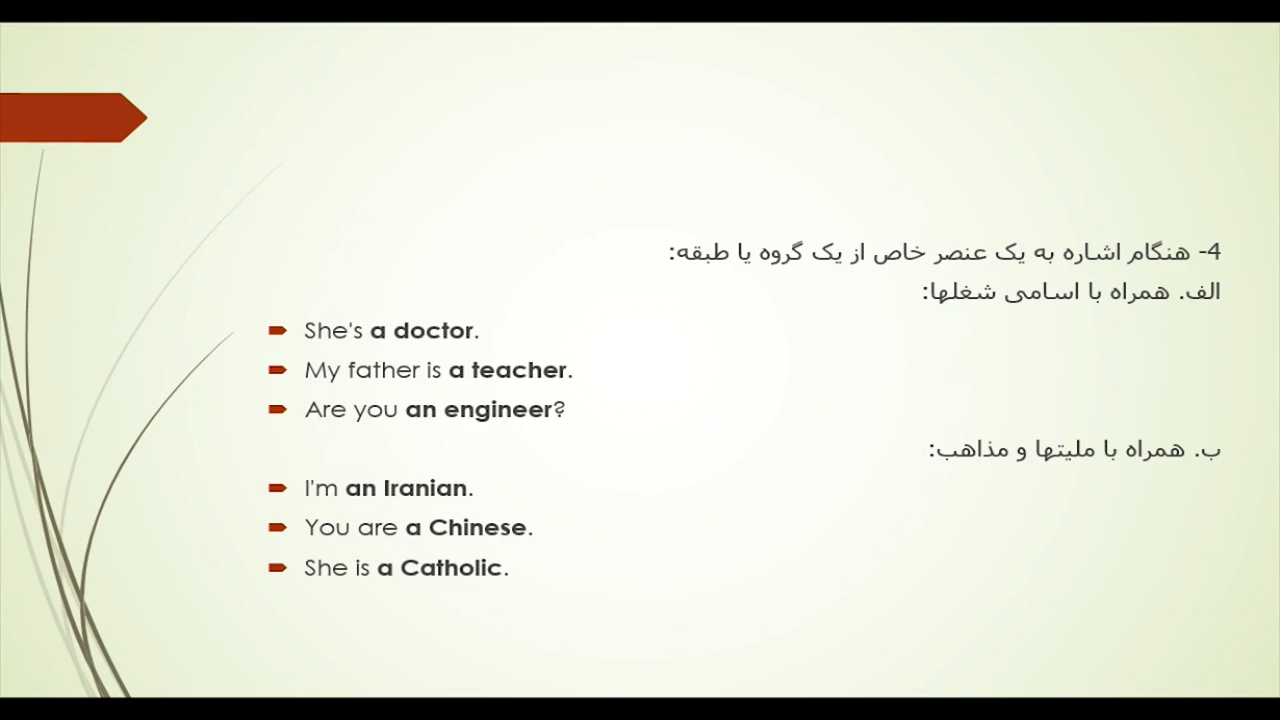 4- هنگام اشاره به یک عنصر خاص از یک گروه یا طبقه:
الف. همراه با اسامی شغلها:
She's a doctor.
My father is a teacher.
Are you an engineer?
ب. همراه با ملیتها و مذاهب:
I'm an Iranian.
You are a Chinese.
She is a Catholic.